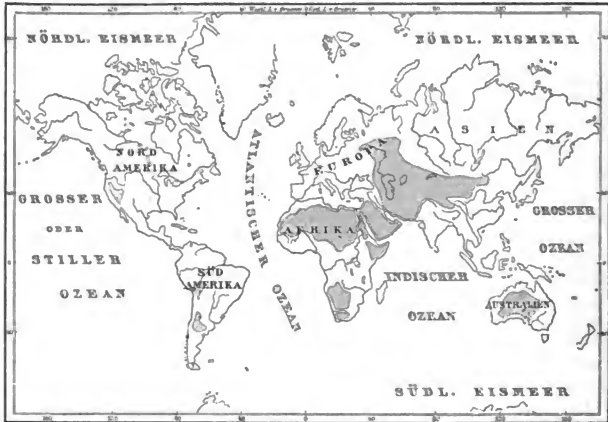 NÖRDL. EISMEER
NÖRDL. EISMEER
ATLANTISCHER OZEAN
EUROPA
ASIEN
NORD
AMERIKA
GROSSER
ODER
STILLER
OZEAN
AFRIKA
GROSSER
OZEAN
SÜD
AMERIKA
INDISCHER
OZEAN
AUSTRALIEN
SÜDL. EISMEER